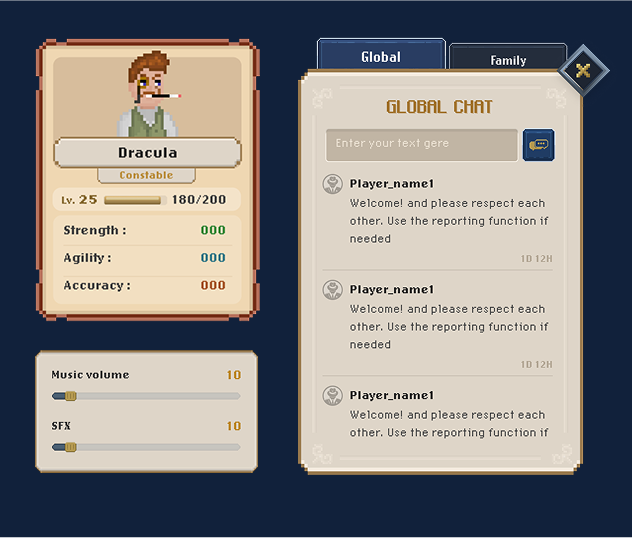 Dracula
Constable
Lv. 25
180/200
Strength :
000
Agility :
000
Accuracy :
000
Music volume
10
SFX
10
Global
Family
GLOBAL CHAT
Enter your text gere
Player_name1
Welcome! and please respect each
other. Use the reporting function if
needed
1D 12H
Player_name1
Welcome! and please respect each
other. Use the reporting function if
needed
1D 12H
Player_name1
Welcome! and please respect each
other. Use the reporting function if